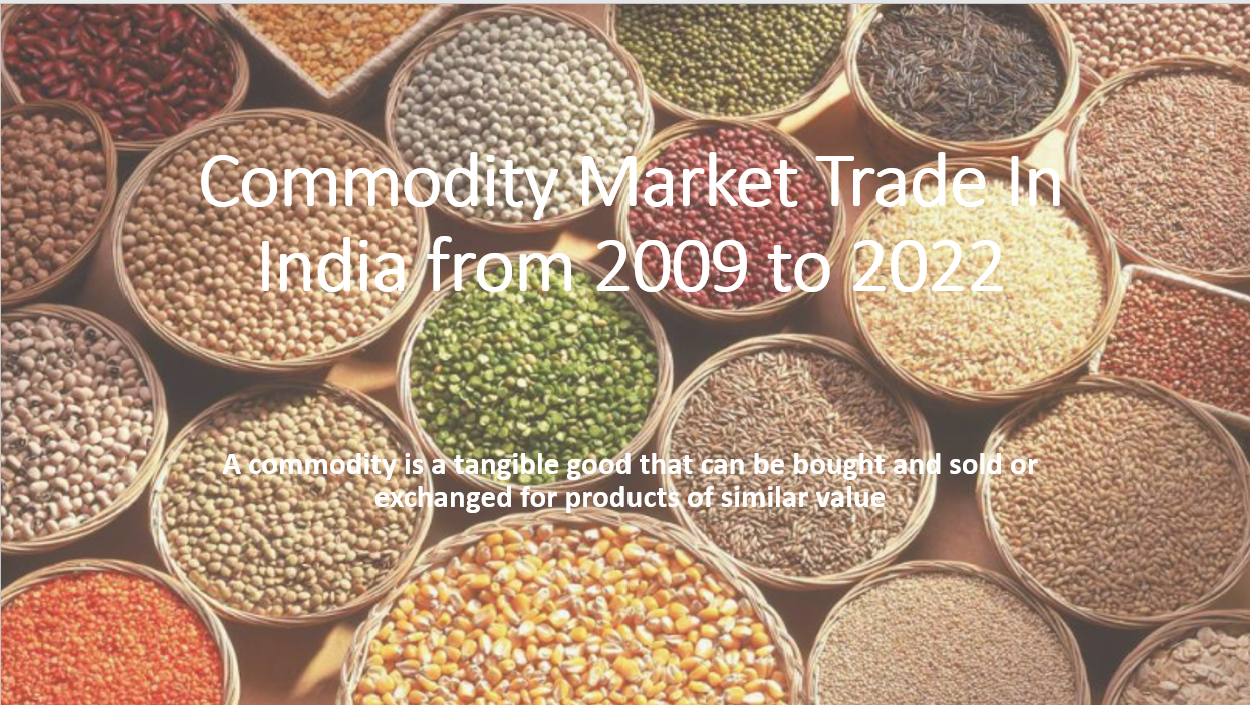 Commodity Market Trade In
India from 2009 to 2022
A commodity is a tangible good that can be bought and sold or
exchanged for products of similar value